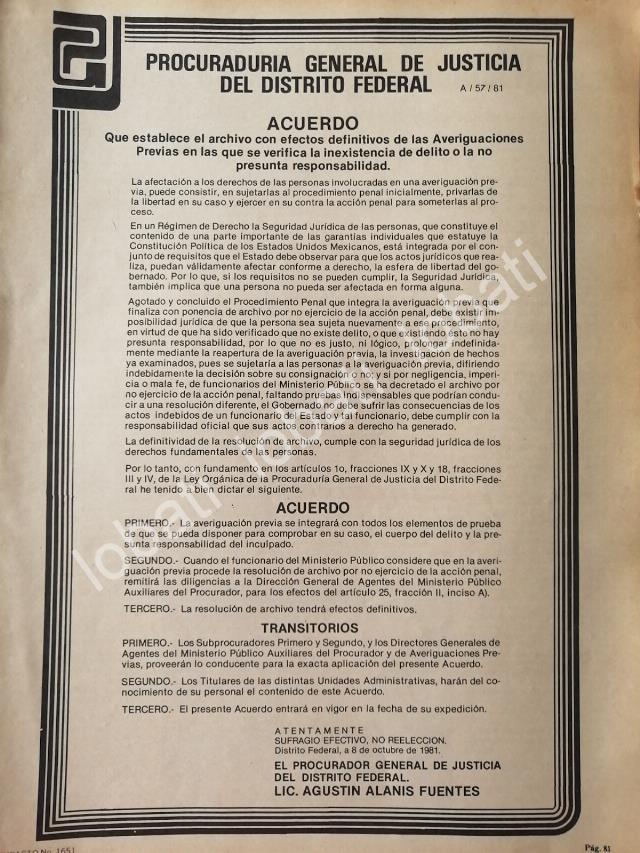 PROCURADURIA GENERAL DE JUSTICIA
DEL DISTRITO FEDERAL
A / 57 / 81
ACUERDO
Que establece el archivo con efectos definitivos de las Averiguaciones
Previas en las que se verifica la inexistencia de delito o la no
presunta responsabilidad.
La afectación a los derechos de las personas involucradas en una averiguación pre-
via, puede consistir, en sujetarlas al procedimiento penal inicialmente, privarlas de
la libertad en su caso y ejercer en su contra la acción penal para someterlas al pro-
ceso.
En un Régimen de Derecho la Seguridad Jurídica de las personas, que constituye el
contenido de una parte importante de las garantías individuales que estatuye la
Constitución Política de los Estados Unidos Mexicanos, está integrada por el con-
junto de requisitos que el Estado debe observar para que los actos jurídicos que rea-
liza, puedan válidamente afectar conforme a derecho, la esfera de libertad del go-
bernado. Por lo que, si los requisitos no se pueden cumplir, la Seguridad Jurídica,
también implica que una persona no pueda ser afectada en forma alguna.
Agotado y concluido el Procedimiento Penal que integra la averiguación previa que
finaliza con ponencia de archivo por no ejercicio de la acción penal, debe existir im-
posibilidad jurídica de que la persona sea sujeta nuevamente a ese procedimiento,
en virtud de que ha sido verificado que no existe delito, o que existiendo éste no hay
presunta responsabilidad, por lo que no es justo, ni lógico, prolongar indefinida-
mente mediante la reapertura de la averiguación previa, la investigación de hechos
ya examinados, pues se sujetaría a las personas a la averiguación previa, difiriendo
indebidamente la decisión sobre su consignación o no y si por negligencia, imperi-
cia o mala fe, de funcionarios del Ministerio Público se ha decretado el archivo por
no ejercicio de la acción penal, faltando pruebas indispensables que podrían condu-
cir a una resolución diferente, el Gobernado no debe sufrir las consecuencias de los
actos indebidos de un funcionario del Estado y tal funcionario, debe cumplir con la
responsabilidad oficial que sus actos contrarios a derecho ha generado.
La definitividad de la resolución de archivo, cumple con la seguridad jurídica de los
derechos fundamentales de las personas.
Por lo tanto, con fundamento en los artículos 1o, fracciones IX y X y 18, fracciones
III y IV, de la Ley Orgánica de la Procuraduría General de Justicia del Distrito Fede-
ral he tenido a bien dictar el siguiente.
ACUERDO
PRIMERO.- La averiguación previa se integrará con todos los elementos de prueba
de que se pueda disponer para comprobar en su caso, el cuerpo del delito y la pre-
sunta responsabilidad del inculpado.
SEGUNDO.- Cuando el funcionario del Ministerio Público considere que en la averi-
guación previa procede la resolución de archivo por no ejercicio de la acción penal,
remitirá las diligencias a la Dirección General de Agentes del Ministerio Público
Auxiliares del Procurador, para los efectos del artículo 25, fracción II, inciso A).
TERCERO.- La resolución de archivo tendrá efectos definitivos.
TRANSITORIOS
PRIMERO.- Los Subprocuradores Primero y Segundo, y los Directores Generales de
Agentes del Ministerio Público Auxiliares del Procurador y de Averiguaciones Pre-
vias, proveerán lo conducente para la exacta aplicación del presente Acuerdo.
SEGUNDO.- Los Titulares de las distintas Unidades Administrativas, harán del co-
nocimiento de su personal el contenido de este Acuerdo.
TERCERO.- El presente Acuerdo entrará en vigor en la fecha de su expedición.
ATENTAMENTE
SUFRAGIO EFECTIVO, NO REELECCION.
Distrito Federal, a 8 de octubre de 1981.
EL PROCURADOR GENERAL DE JUSTICIA
DEL DISTRITO FEDERAL.
LIC. AGUSTIN ALANIS FUENTES
No. 1651
Pág. 81
lobati lobati lobati